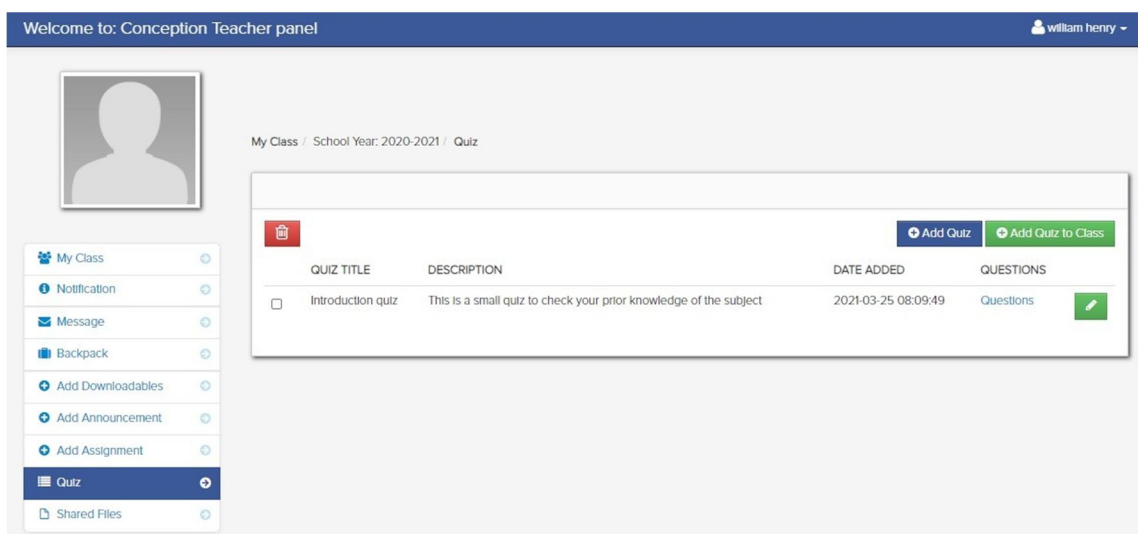 Welcome to: Conception Teacher panel
william henry
My Class / School Year: 2020-2021 / Quiz
Add Quiz
Add Quiz to Class
QUIZ TITLE DESCRIPTION DATE ADDED QUESTIONS
Introduction quiz This is a small quiz to check your prior knowledge of the subject 2021-03-25 08:09:49 Questions
My Class
Notification
Message
Backpack
Add Downloadables
Add Announcement
Add Assignment
Quiz
Shared Files